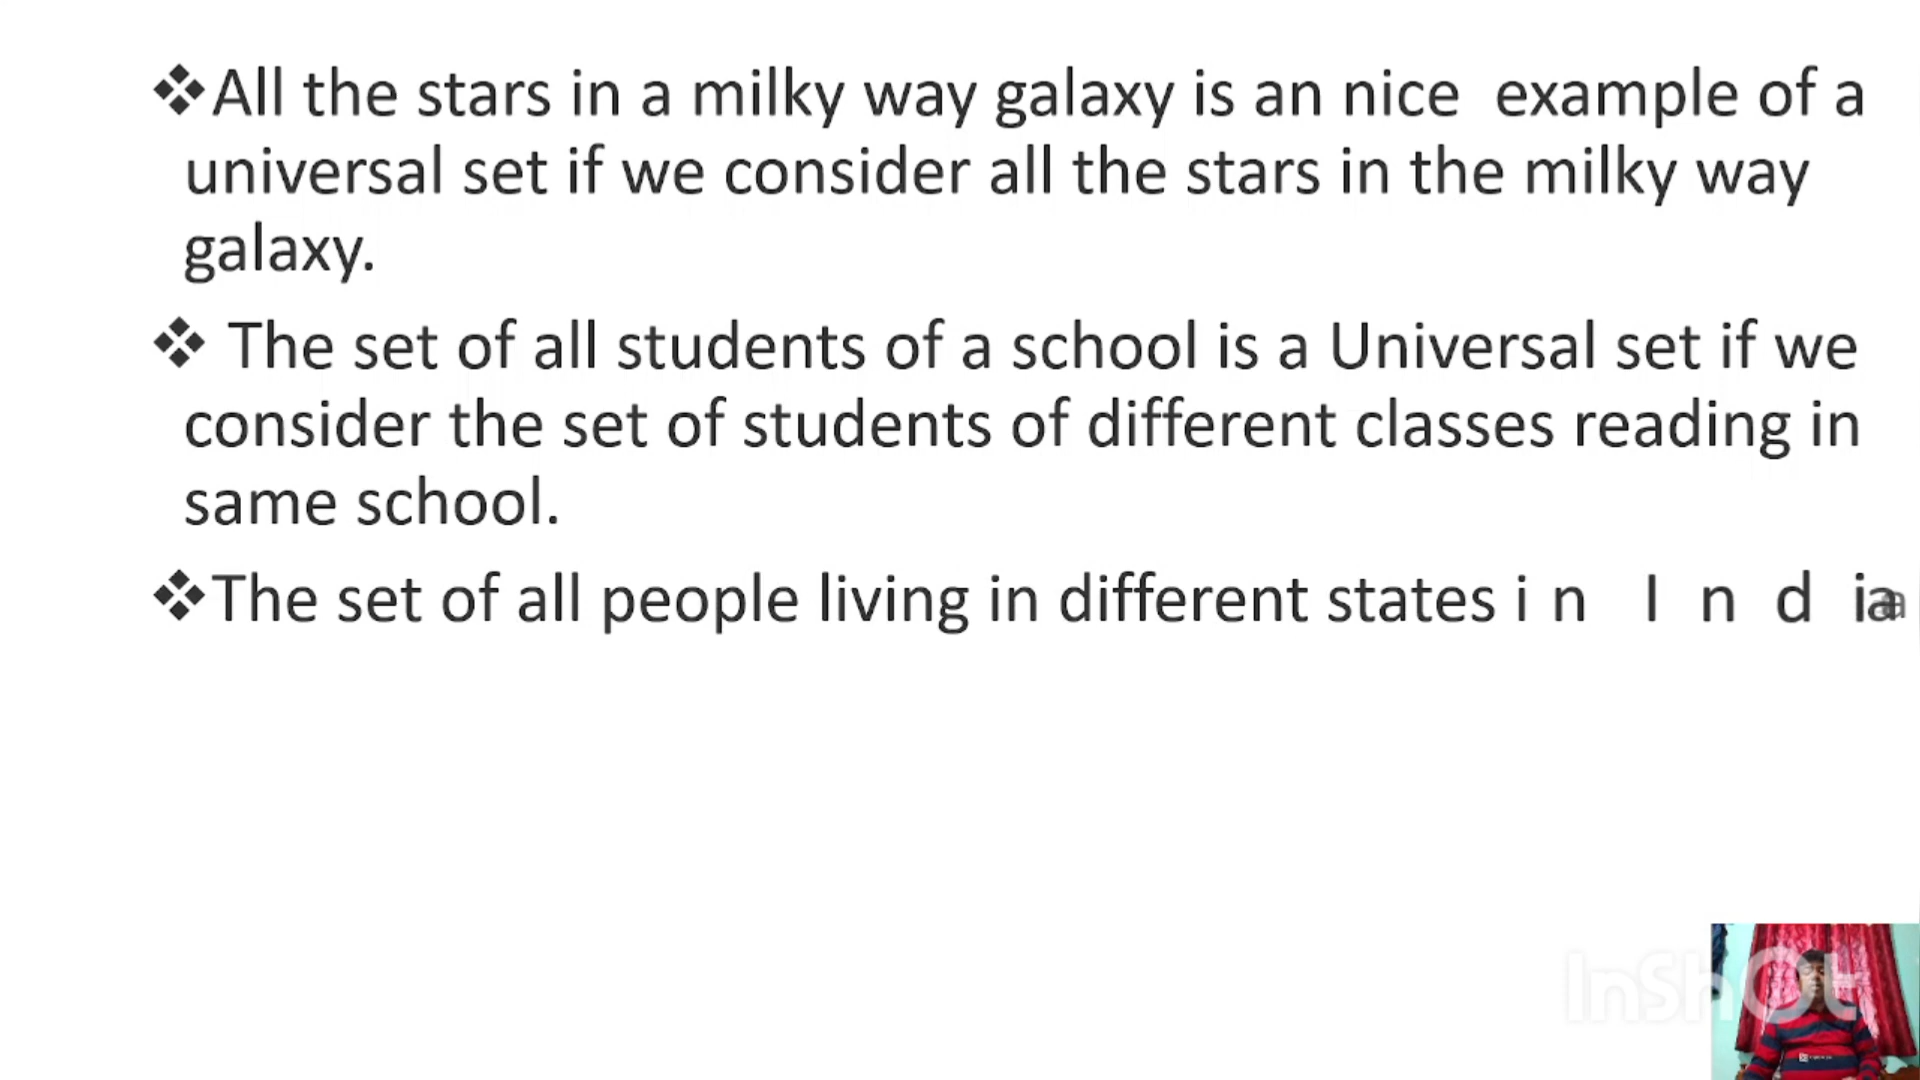 ❖All the stars in a milky way galaxy is an nice example of a
universal set if we consider all the stars in the milky way
galaxy.
❖ The set of all students of a school is a Universal set if we
consider the set of students of different classes reading in
same school.
❖The set of all people living in different states in India
InShOt